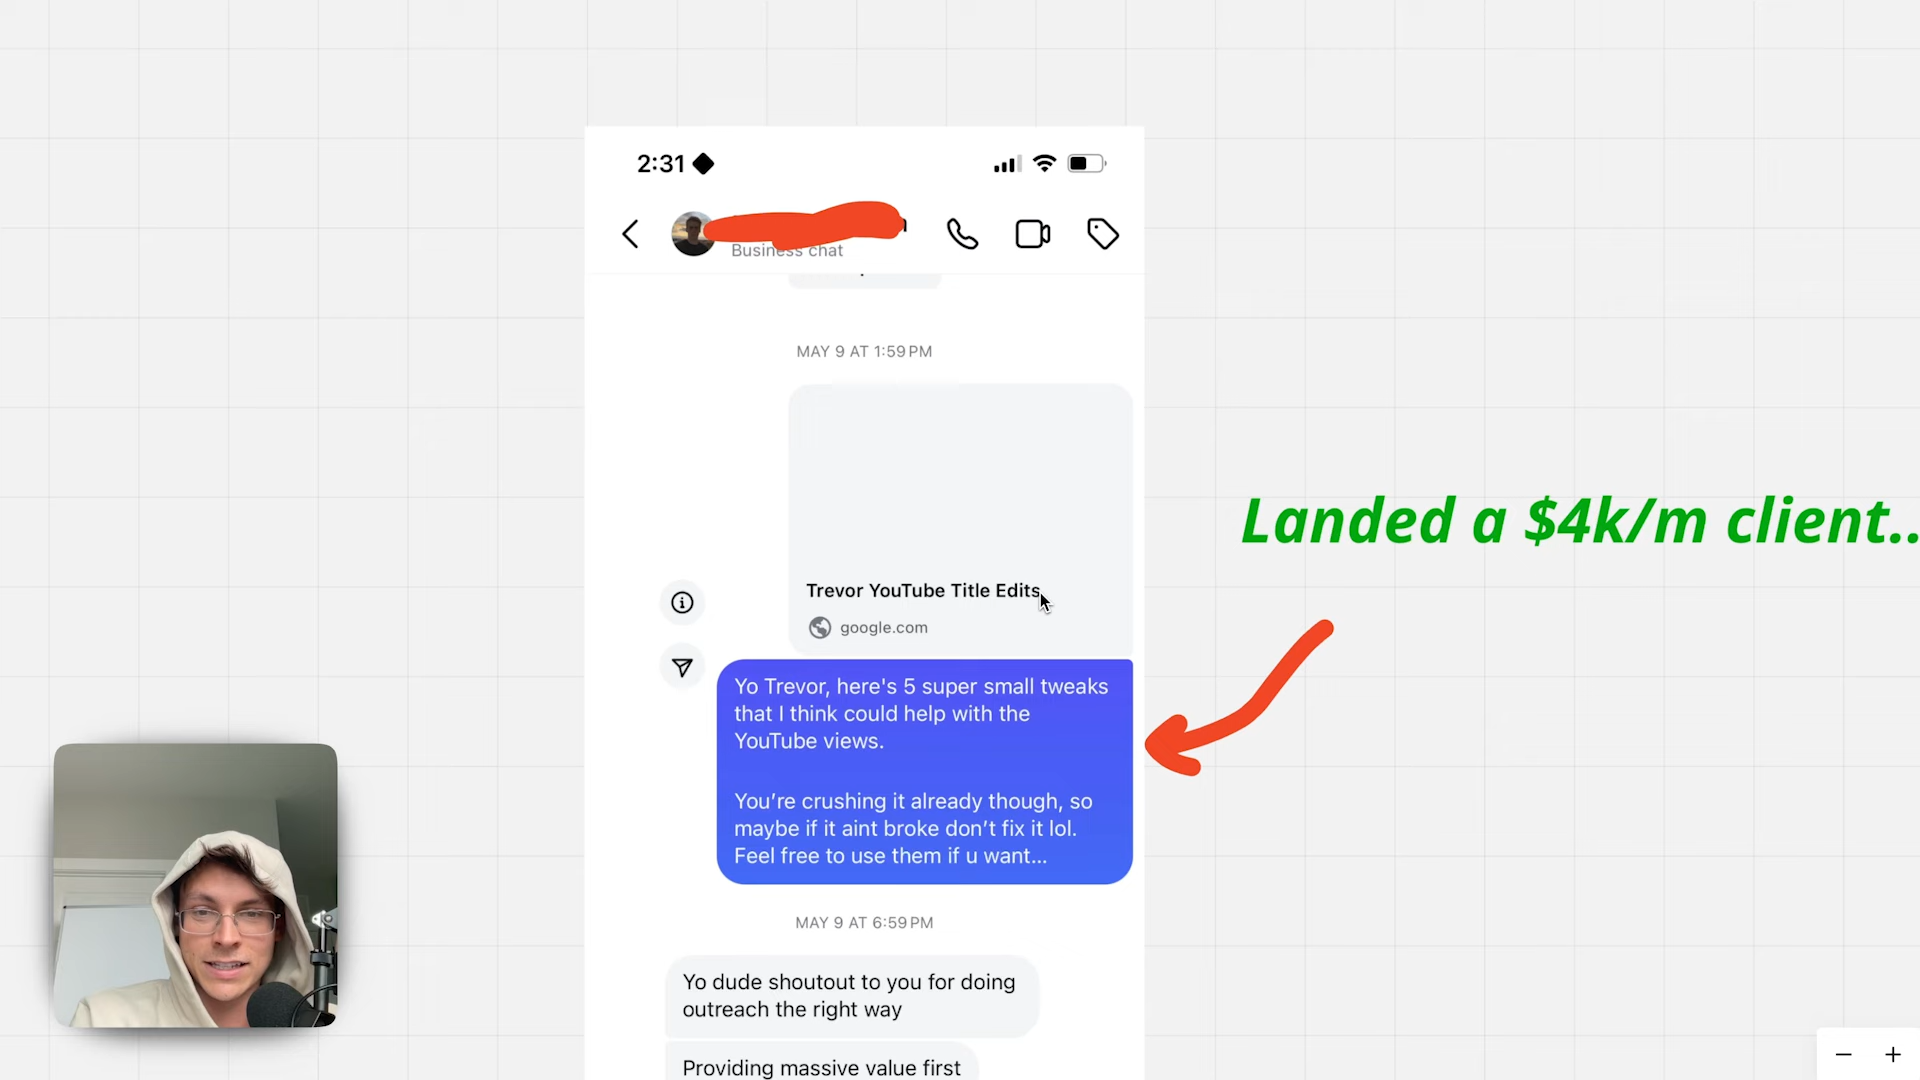 2:31
Business chat
MAY 9 AT 1:59 PM
Trevor YouTube Title Edits
google.com
Landed a $4k/m client..
Yo Trevor, here's 5 super small tweaks
that I think could help with the
YouTube views.
You're crushing it already though, so
maybe if it aint broke don't fix it lol.
Feel free to use them if u want...
MAY 9 AT 6:59 PM
Yo dude shoutout to you for doing
outreach the right way
Providing massive value first